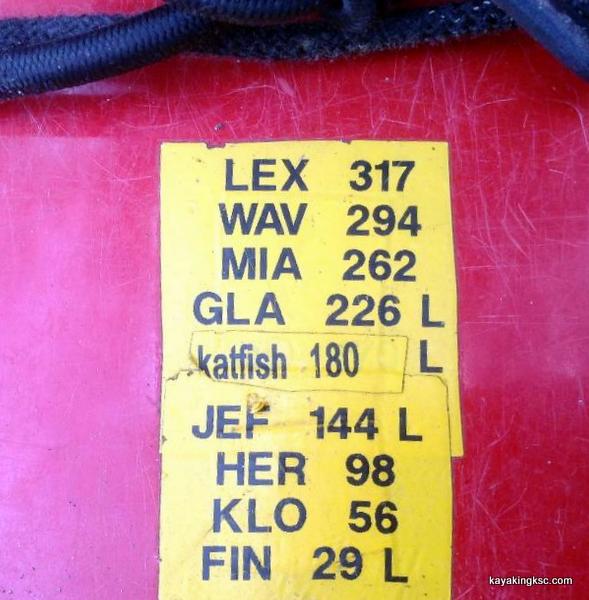 LEX 317
WAV 294
MIA 262
GLA 226 L
katfish 180 L
JEF 144 L
HER 98
KLO 56
FIN 29 L
kayakingksc.com